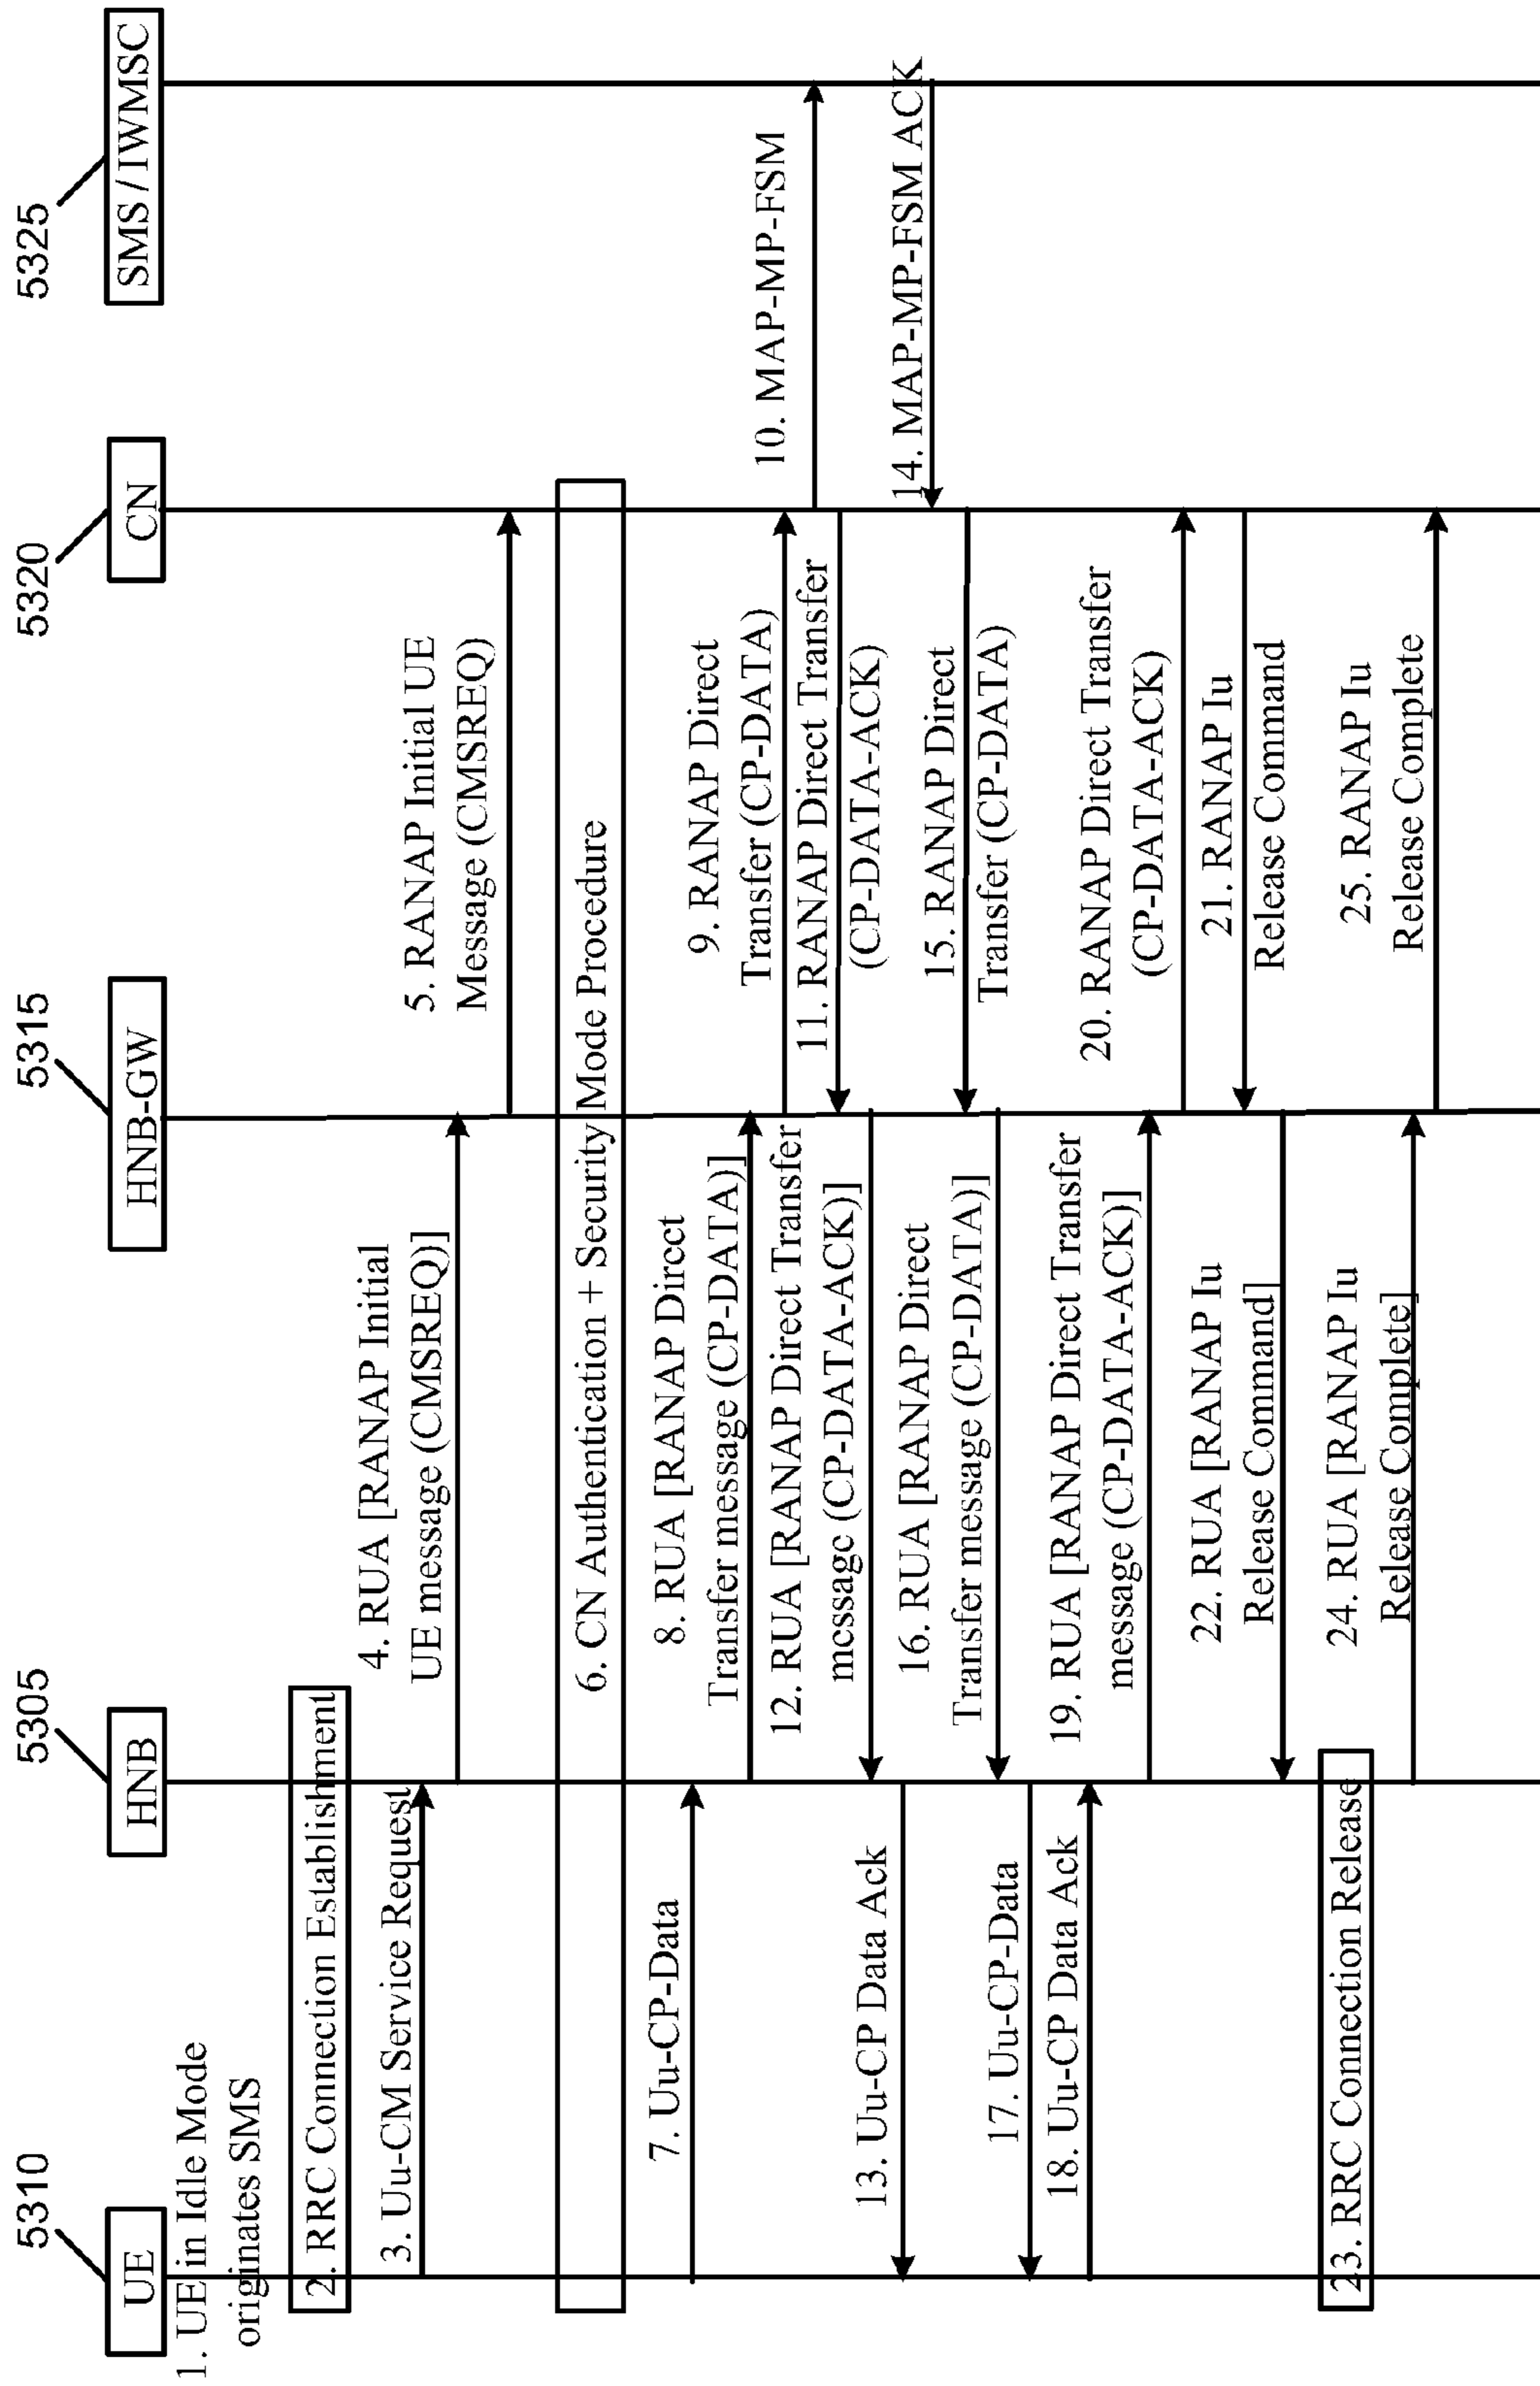 5310
5305
5315
5320
5325
UE
HNB
HNB-GW
CN
SMS / IWMSC
1. UE in Idle Mode
originates SMS
2. RRC Connection Establishment
3. Uu-CM Service Request
4. RUA [RANAP Initial
UE message (CMSREQ)]
5. RANAP Initial UE
Message (CMSREQ)
6. CN Authentication + Security Mode Procedure
7. Uu-CP-Data
8. RUA [RANAP Direct
Transfer message (CP-DATA)]
9. RANAP Direct
Transfer (CP-DATA)
10. MAP-MP-FSM
11. RANAP Direct Transfer
(CP-DATA-ACK)
12. RUA [RANAP Direct Transfer
message (CP-DATA-ACK)]
13. Uu-CP Data Ack
14. MAP-MP-FSM ACK
15. RANAP Direct
Transfer (CP-DATA)
16. RUA [RANAP Direct
Transfer message (CP-DATA)]
17. Uu-CP-Data
18. Uu-CP Data Ack
19. RUA [RANAP Direct Transfer
message (CP-DATA-ACK)]
20. RANAP Direct Transfer
(CP-DATA-ACK)
21. RANAP Iu
Release Command
22. RUA [RANAP Iu
Release Command]
23. RRC Connection Release
24. RUA [RANAP Iu
Release Complete]
25. RANAP Iu
Release Complete